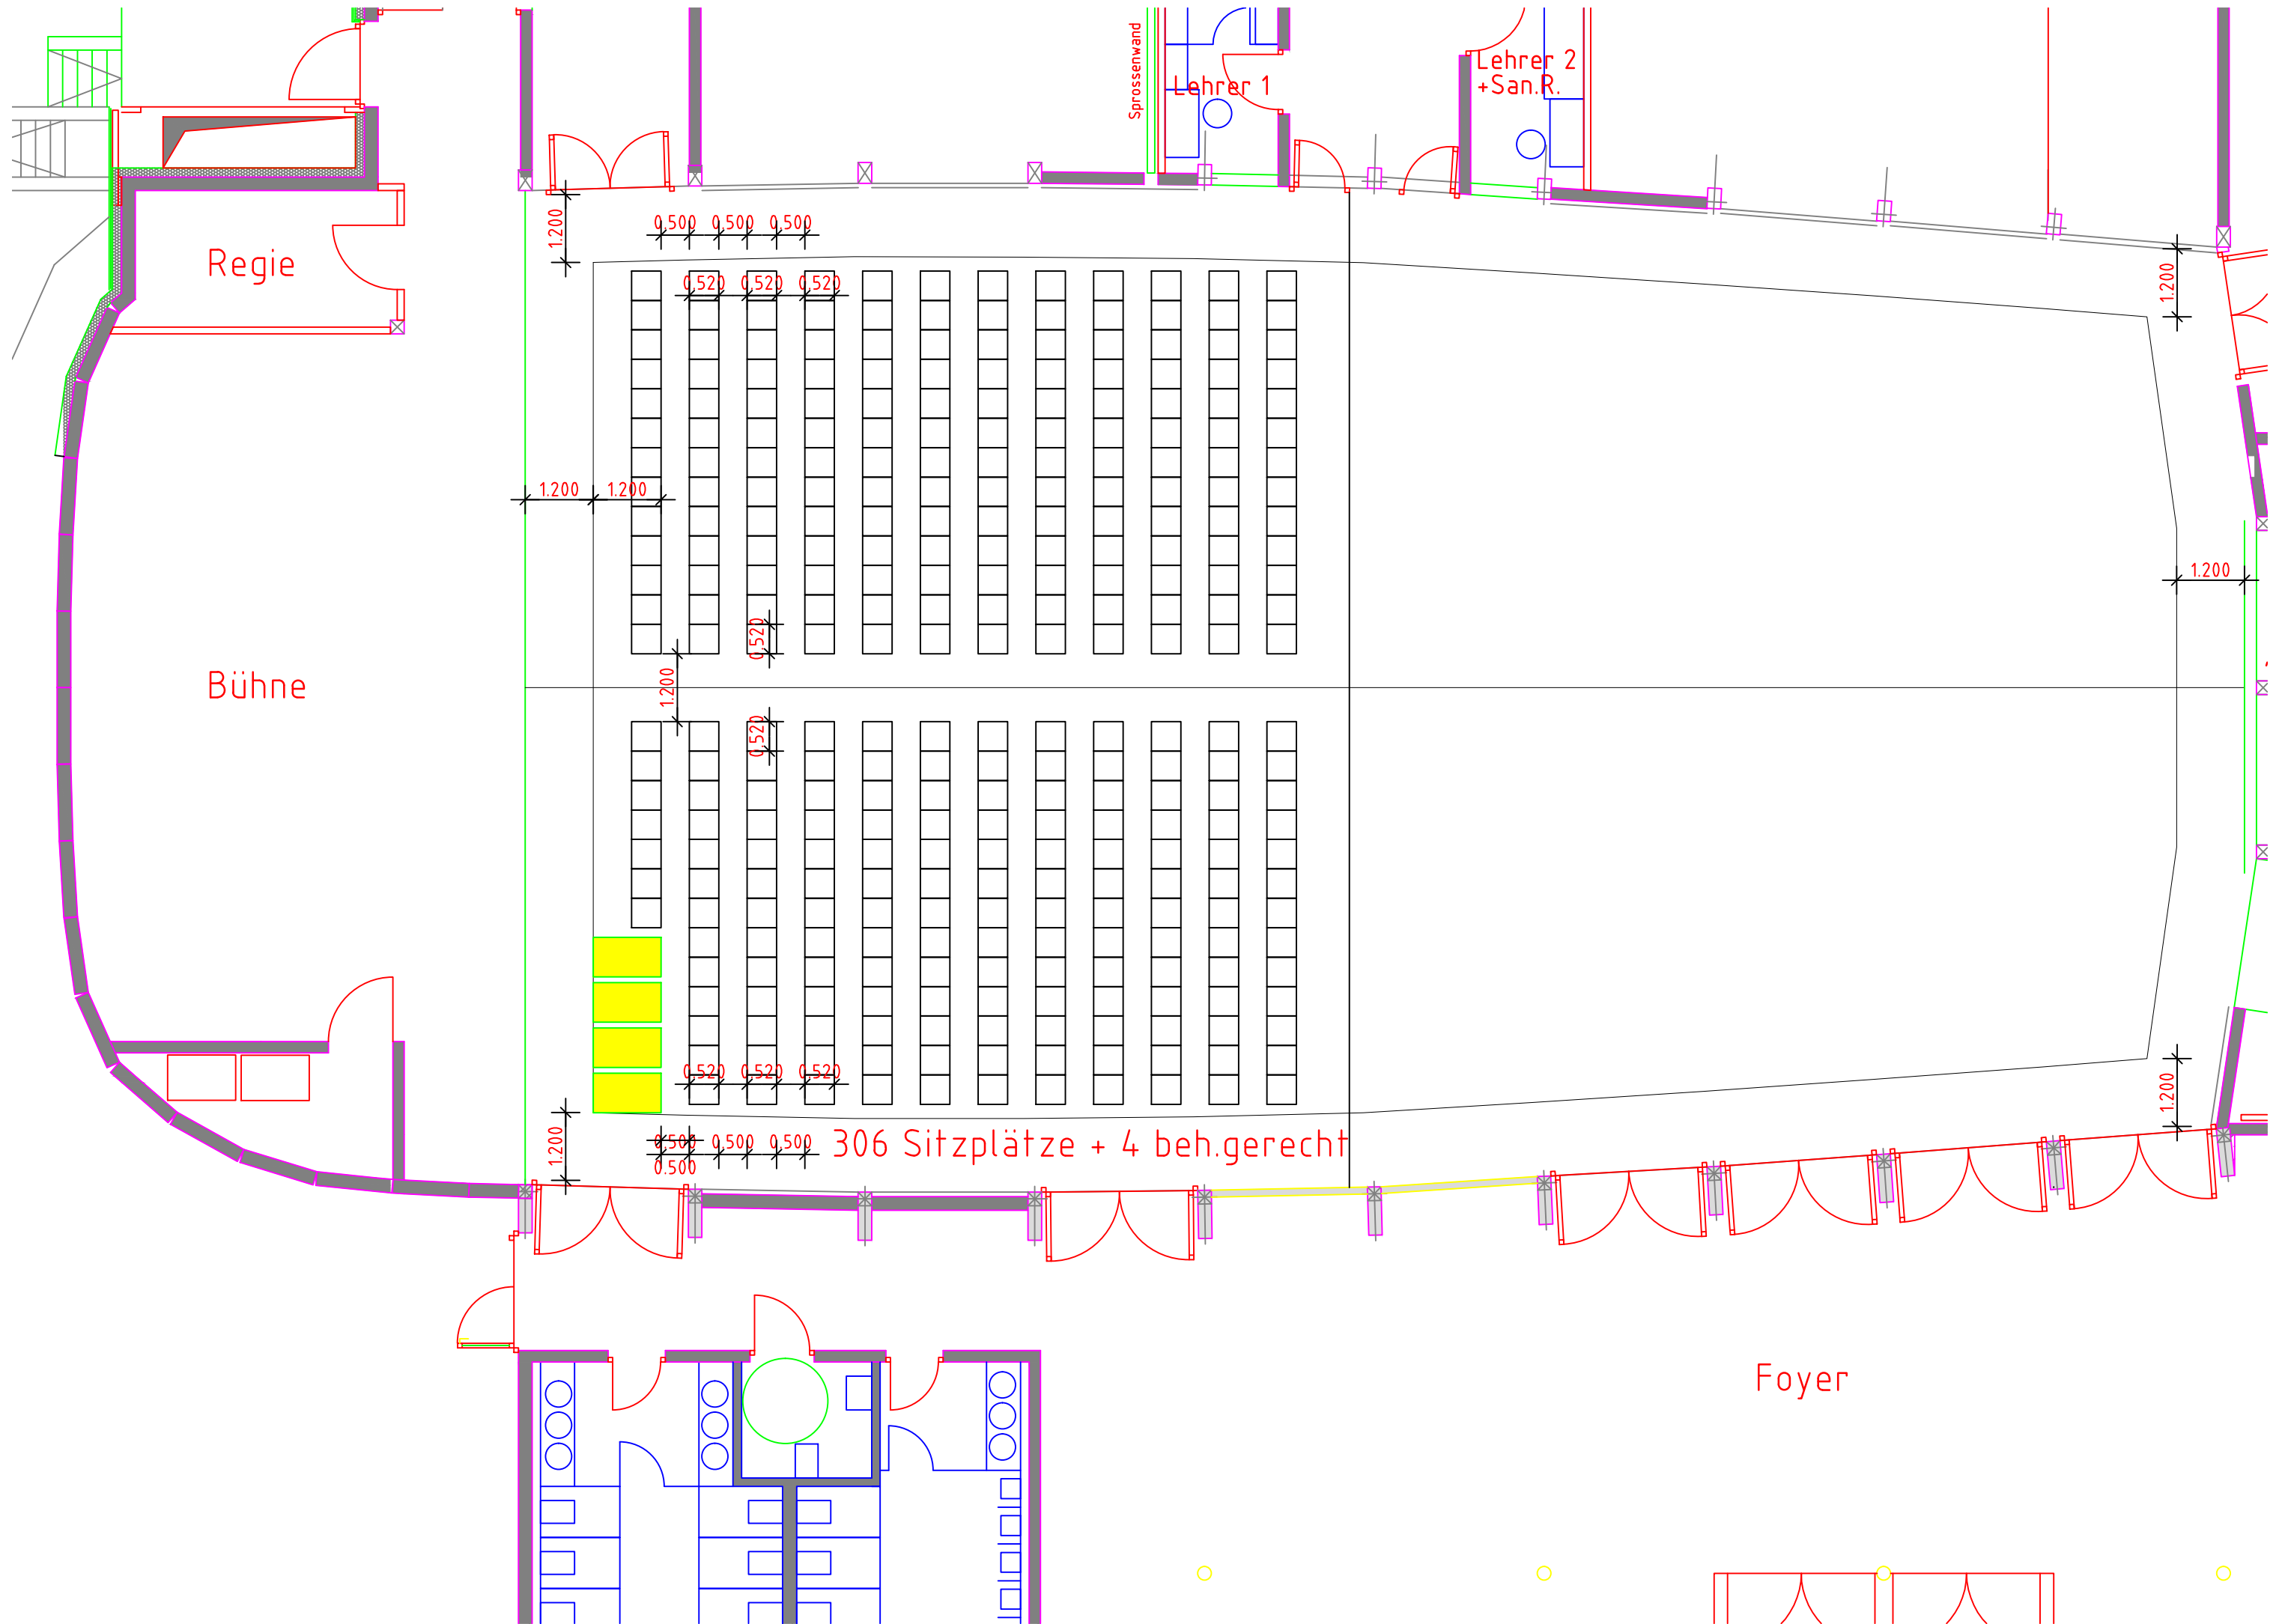 Sprossenwand
Lehrer 1
Lehrer 2
+San.R.
1.200
0.500 0.500 0.500
Regie
0.520 0.520 0.520
1.200
1.200 1.200
1.200
0.520
Bühne
1.200
0.520
0.520 0.520 0.520
1.200
1.200
0.500 0.500 0.500
0.500
306 Sitzplätze + 4 beh.gerecht
Foyer